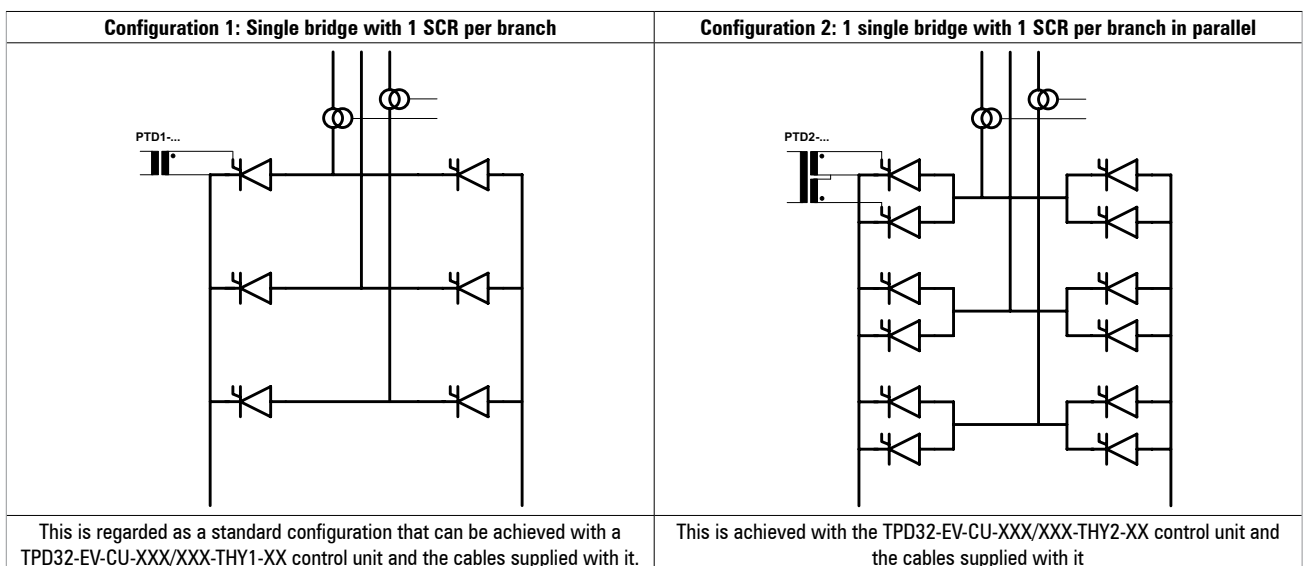 Configuration 1: Single bridge with 1 SCR per branch
Configuration 2: 1 single bridge with 1 SCR per branch in parallel
PTD1-...
PTD2-...
This is regarded as a standard configuration that can be achieved with a
TPD32-EV-CU-XXX/XXX-THY1-XX control unit and the cables supplied with it.
This is achieved with the TPD32-EV-CU-XXX/XXX-THY2-XX control unit and
the cables supplied with it